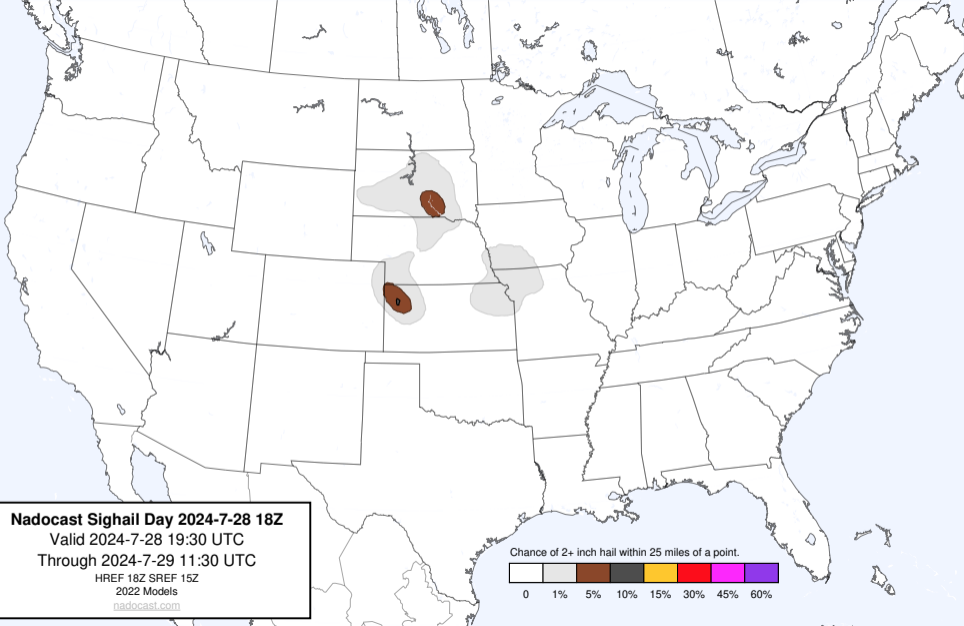 Nadocast Sighail Day 2024-7-28 18Z
Valid 2024-7-28 19:30 UTC
Through 2024-7-29 11:30 UTC
HREF 18Z SREF 15Z
2022 Models
nadocast.com
Chance of 2+ inch hail within 25 miles of a point.
0 1% 5% 10% 15% 30% 45% 60%